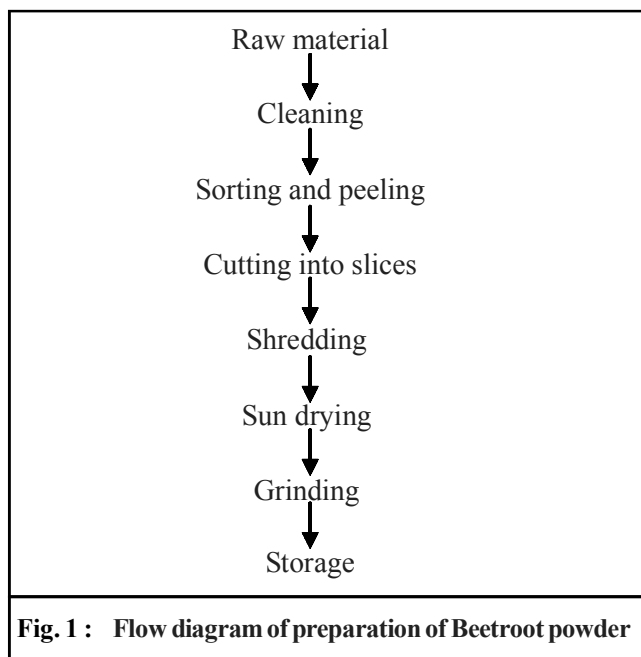 Raw material
Cleaning
Sorting and peeling
Cutting into slices
Shredding
Sun drying
Grinding
Storage
Fig. 1 : Flow diagram of preparation of Beetroot powder